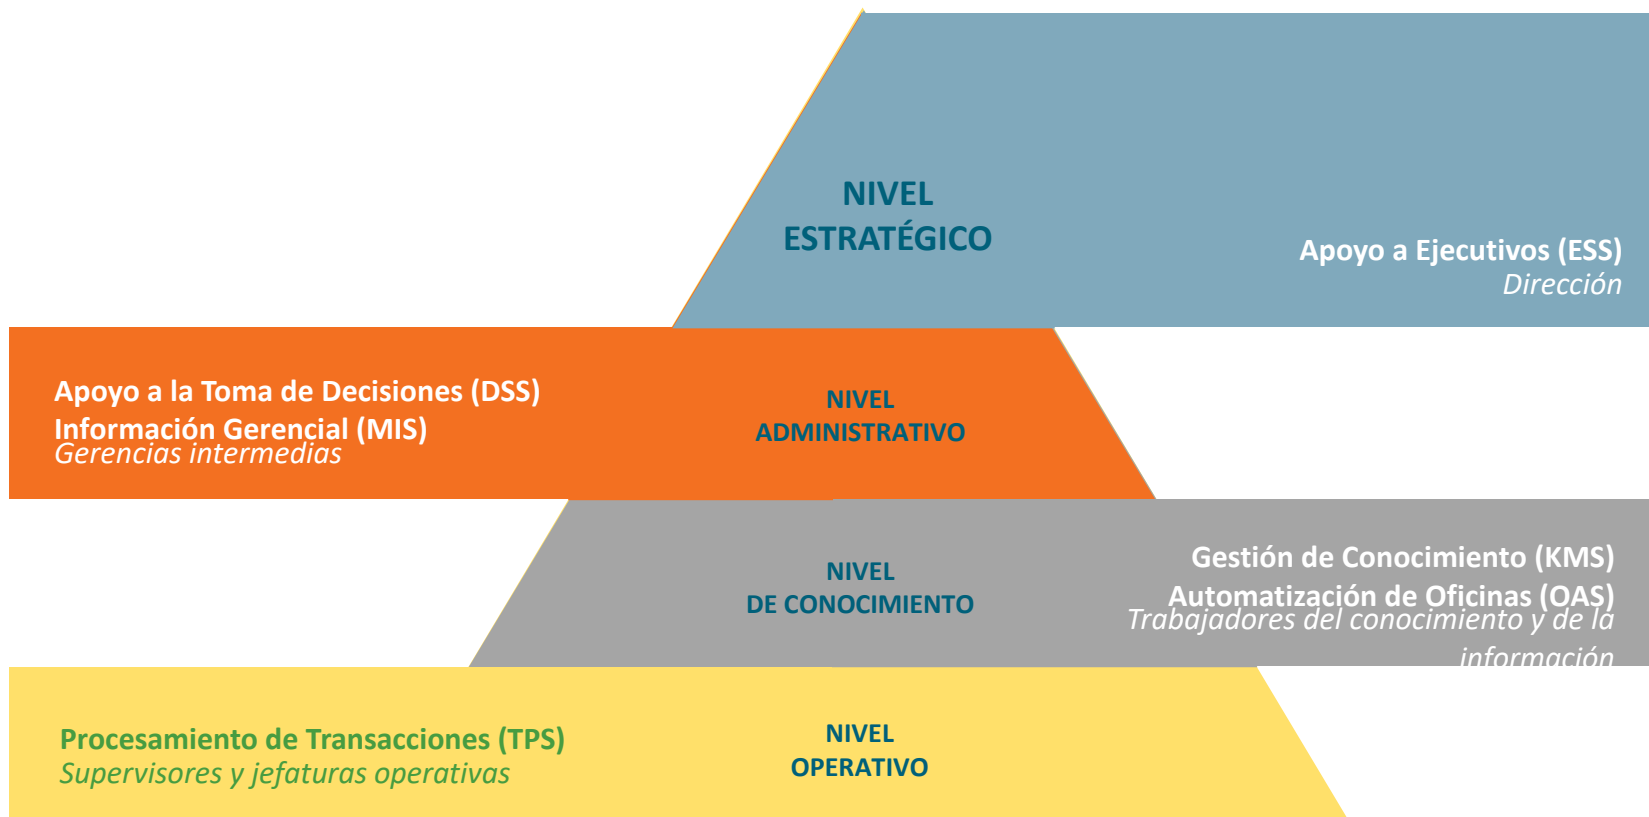 NIVEL
ESTRATÉGICO
Apoyo a Ejecutivos (ESS)
Dirección
Apoyo a la Toma de Decisiones (DSS)
Información Gerencial (MIS)
Gerencias intermedias
NIVEL
ADMINISTRATIVO
NIVEL
DE CONOCIMIENTO
Gestión de Conocimiento (KMS)
Automatización de Oficinas (OAS)
Trabajadores del conocimiento y de la
información
Procesamiento de Transacciones (TPS)
Supervisores y jefaturas operativas
NIVEL
OPERATIVO